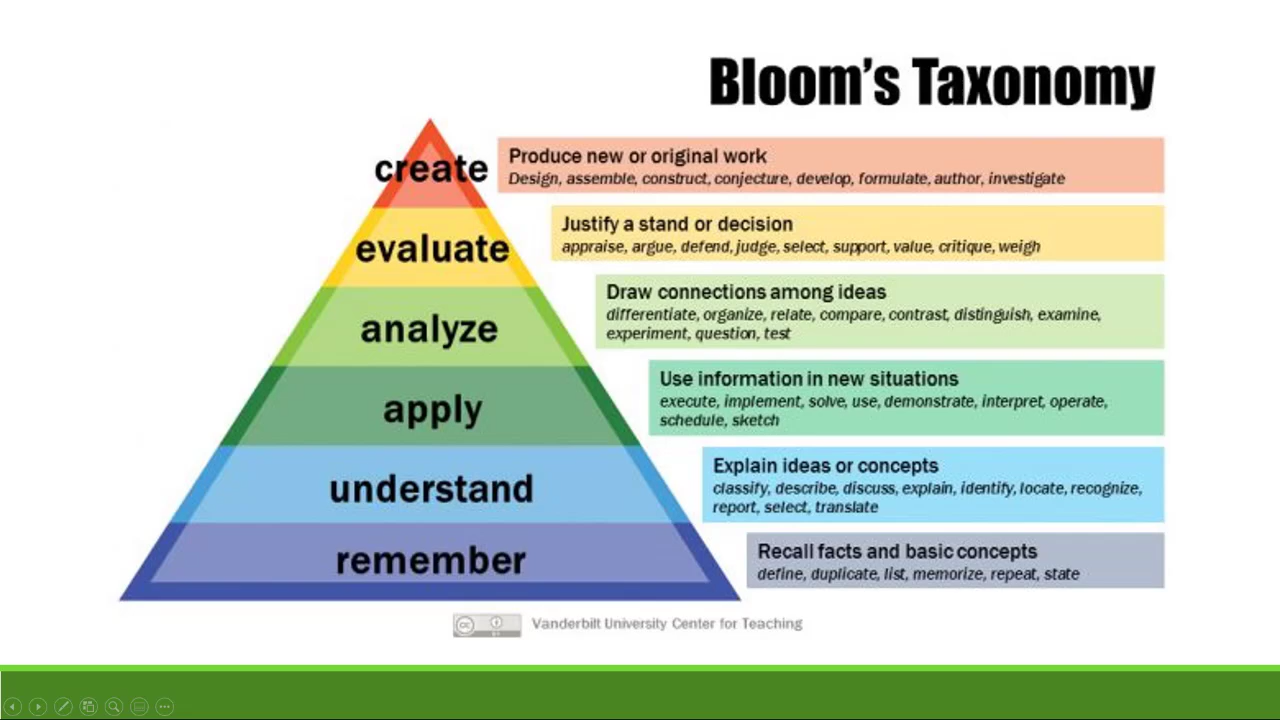 Bloom's Taxonomy
create
Produce new or original work
Design, assemble, construct, conjecture, develop, formulate, author, investigate
evaluate
Justify a stand or decision
appraise, argue, defend, judge, select, support, value, critique, weigh
analyze
Draw connections among ideas
differentiate, organize, relate, compare, contrast, distinguish, examine,
experiment, question, test
apply
Use information in new situations
execute, implement, solve, use, demonstrate, interpret, operate,
schedule, sketch
understand
Explain ideas or concepts
classify, describe, discuss, explain, identify, locate, recognize,
report, select, translate
remember
Recall facts and basic concepts
define, duplicate, list, memorize, repeat, state
cc
Vanderbilt University Center for Teaching